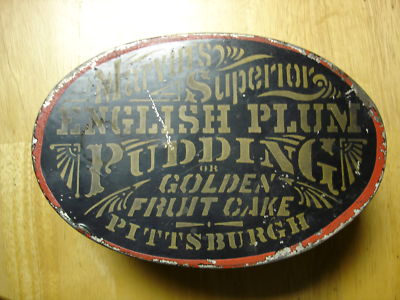 Marvin's
Superior
ENGLISH PLUM
PUDDING
OR
GOLDEN
FRUIT CAKE
PITTSBURGH